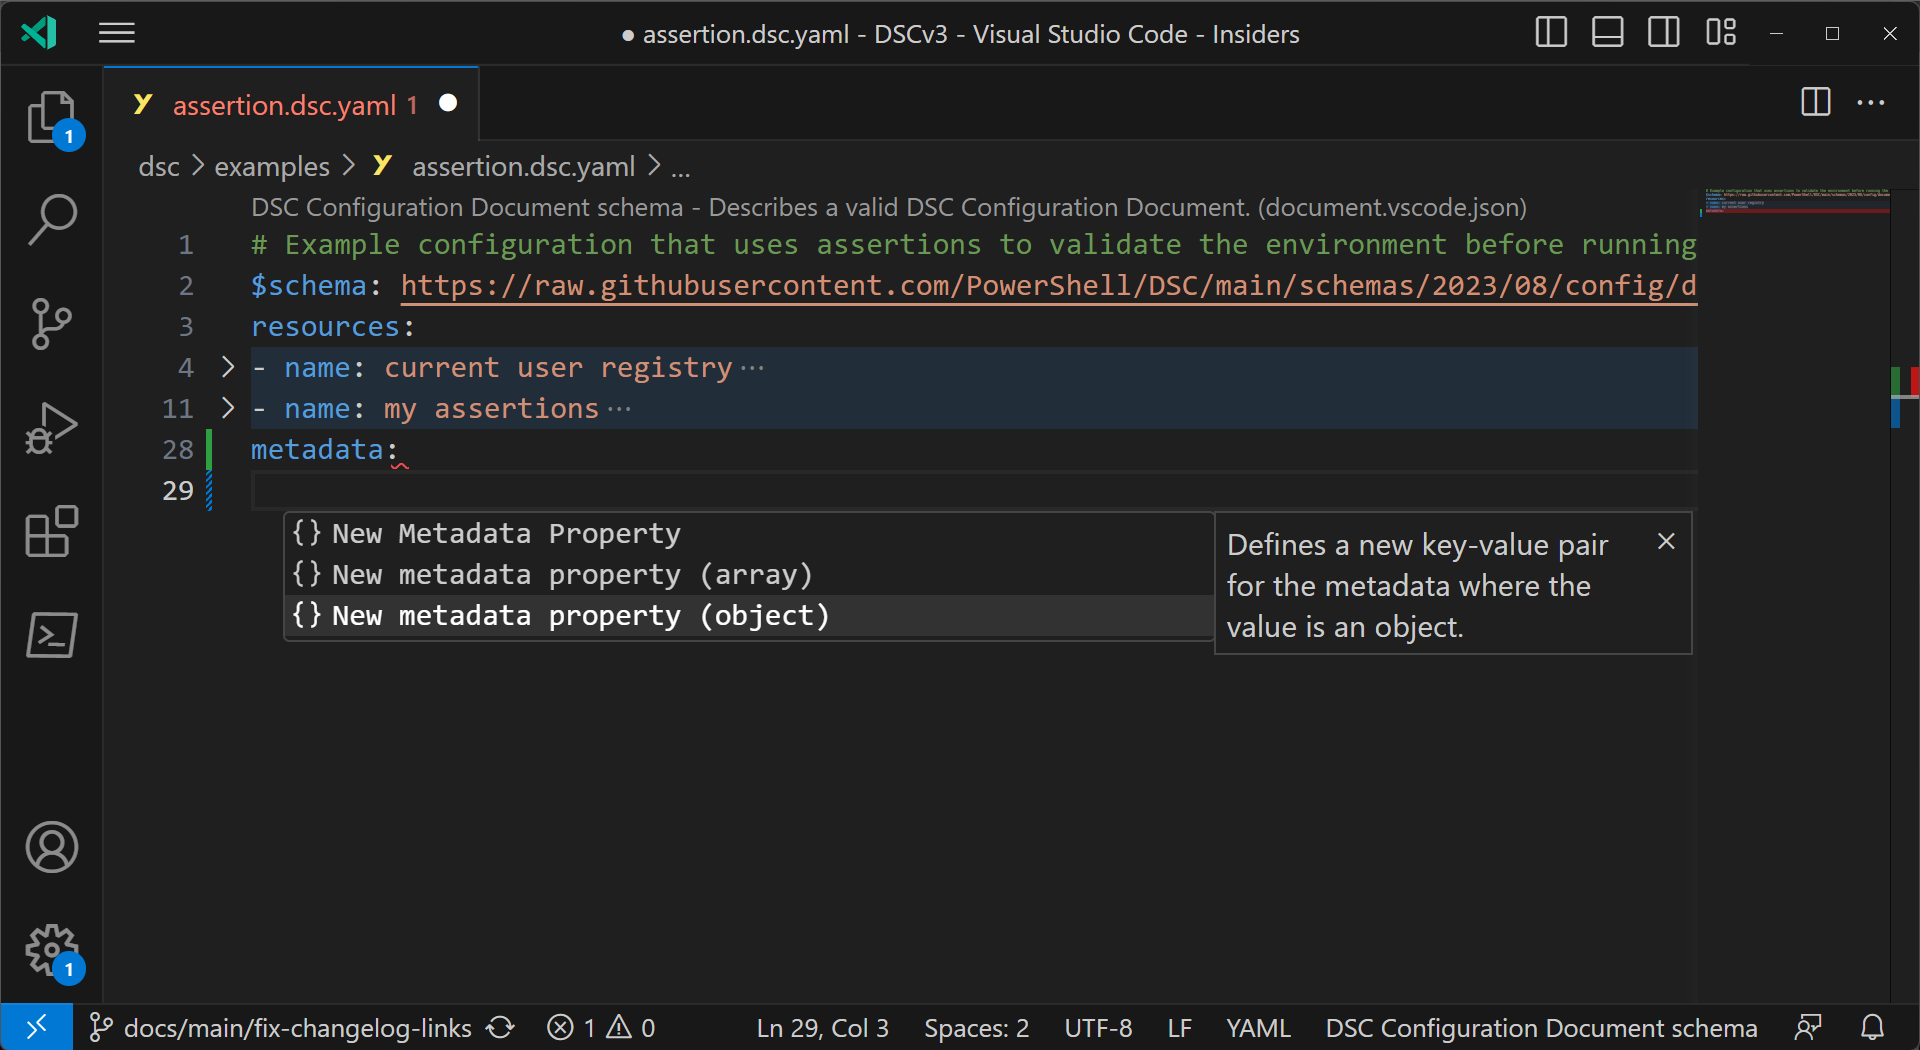 ● assertion.dsc.yaml - DSCv3 - Visual Studio Code - Insiders
assertion.dsc.yaml 1
dsc > examples > assertion.dsc.yaml > ...
DSC Configuration Document schema - Describes a valid DSC Configuration Document. (document.vscode.json)
1 # Example configuration that uses assertions to validate the environment before running
2 $schema: https://raw.githubusercontent.com/PowerShell/DSC/main/schemas/2023/08/config/d
3 resources:
4 - name: current user registry ···
11 - name: my assertions ···
28 metadata:
29
{} New Metadata Property
{} New metadata property (array)
{} New metadata property (object)
Defines a new key-value pair
for the metadata where the
value is an object.
1
1
docs/main/fix-changelog-links 1 0 Ln 29, Col 3 Spaces: 2 UTF-8 LF YAML DSC Configuration Document schema